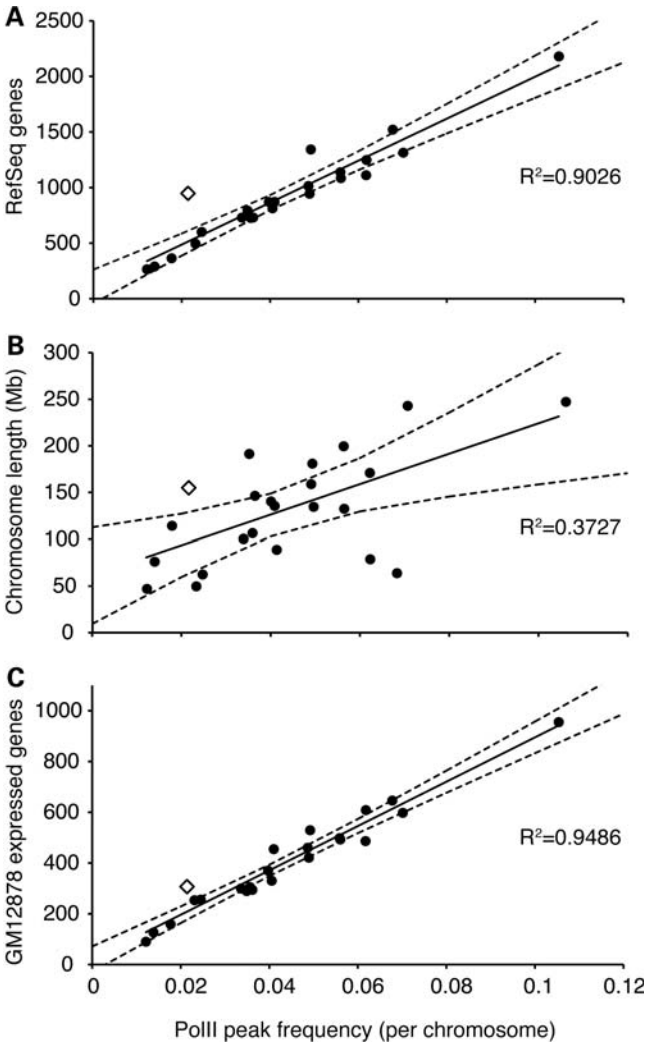 A
2500
2000
1500
1000
500
0
RefSeq genes
R²=0.9026
B
300
250
200
150
100
50
0
Chromosome length (Mb)
R²=0.3727
C
1000
800
600
400
200
0
GM12878 expressed genes
R²=0.9486
0 0.02 0.04 0.06 0.08 0.1 0.12
PolII peak frequency (per chromosome)